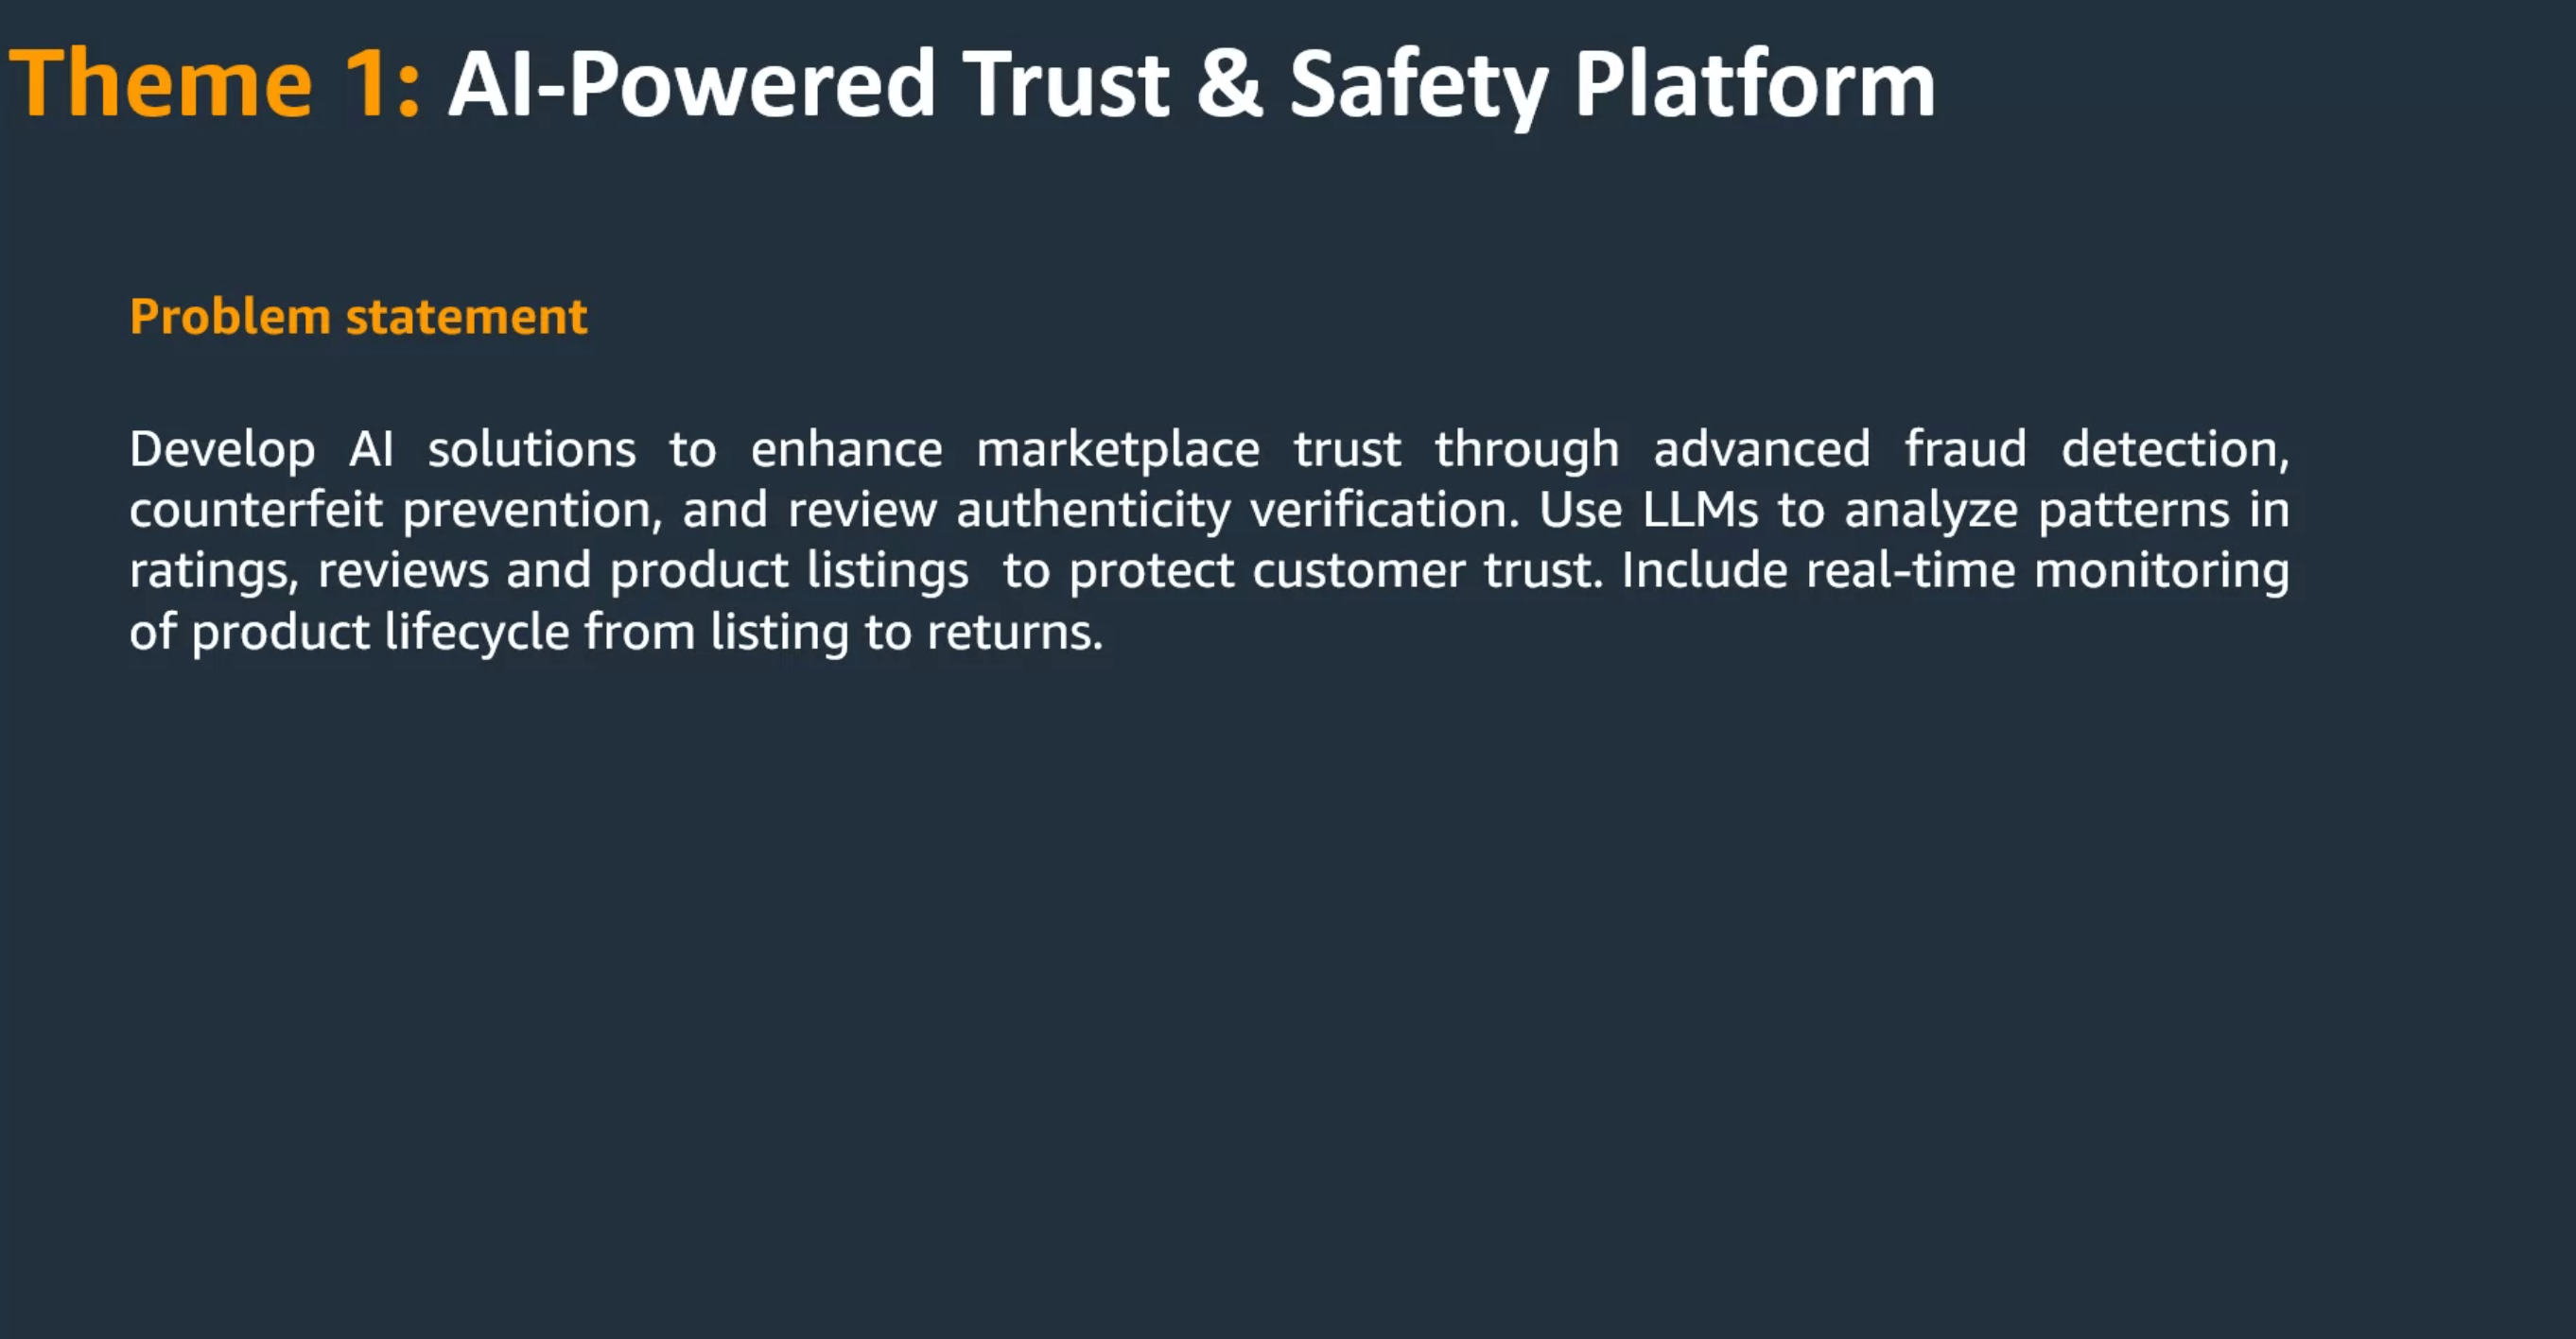 Theme 1: AI-Powered Trust & Safety Platform
Problem statement
Develop AI solutions to enhance marketplace trust through advanced fraud detection,
counterfeit prevention, and review authenticity verification. Use LLMs to analyze patterns in
ratings, reviews and product listings  to protect customer trust. Include real-time monitoring
of product lifecycle from listing to returns.